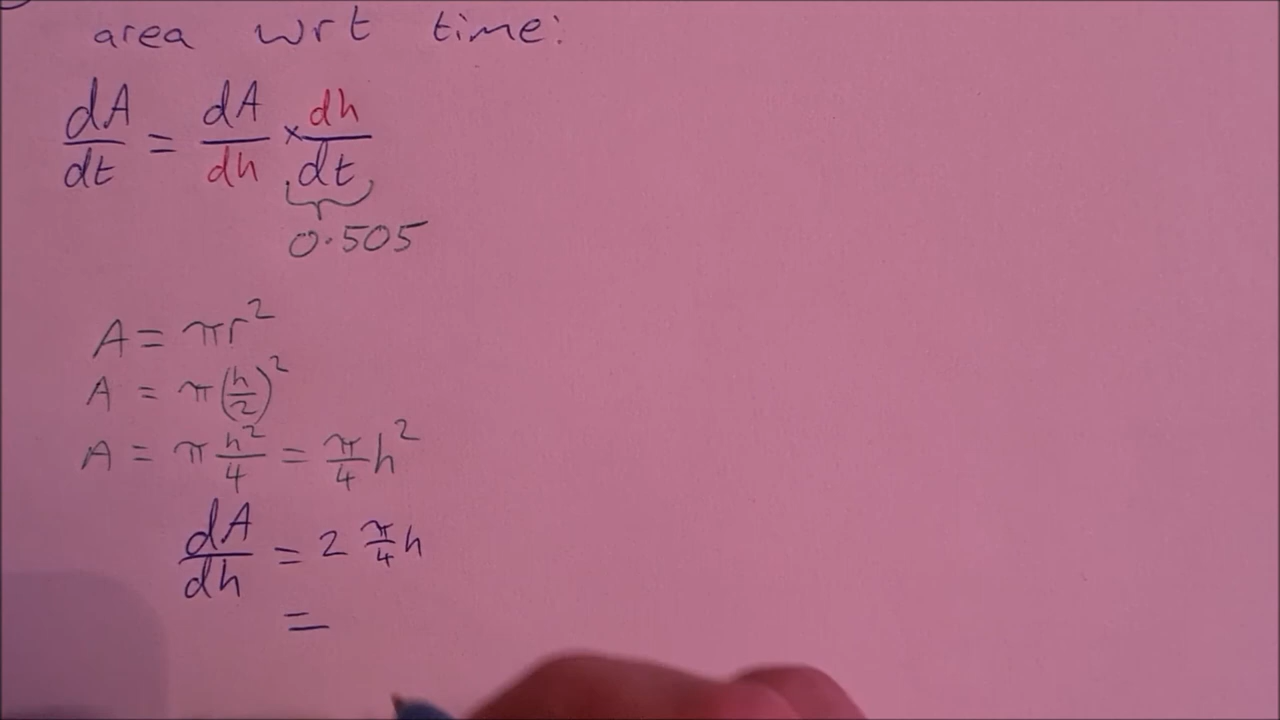 area wrt time:
dA/dt = dA/dh × dh/dt
0.505
A = πr²
A = π(h/2)²
A = π h²/4 = π/4 h²
dA/dh = 2 π/4 h
=